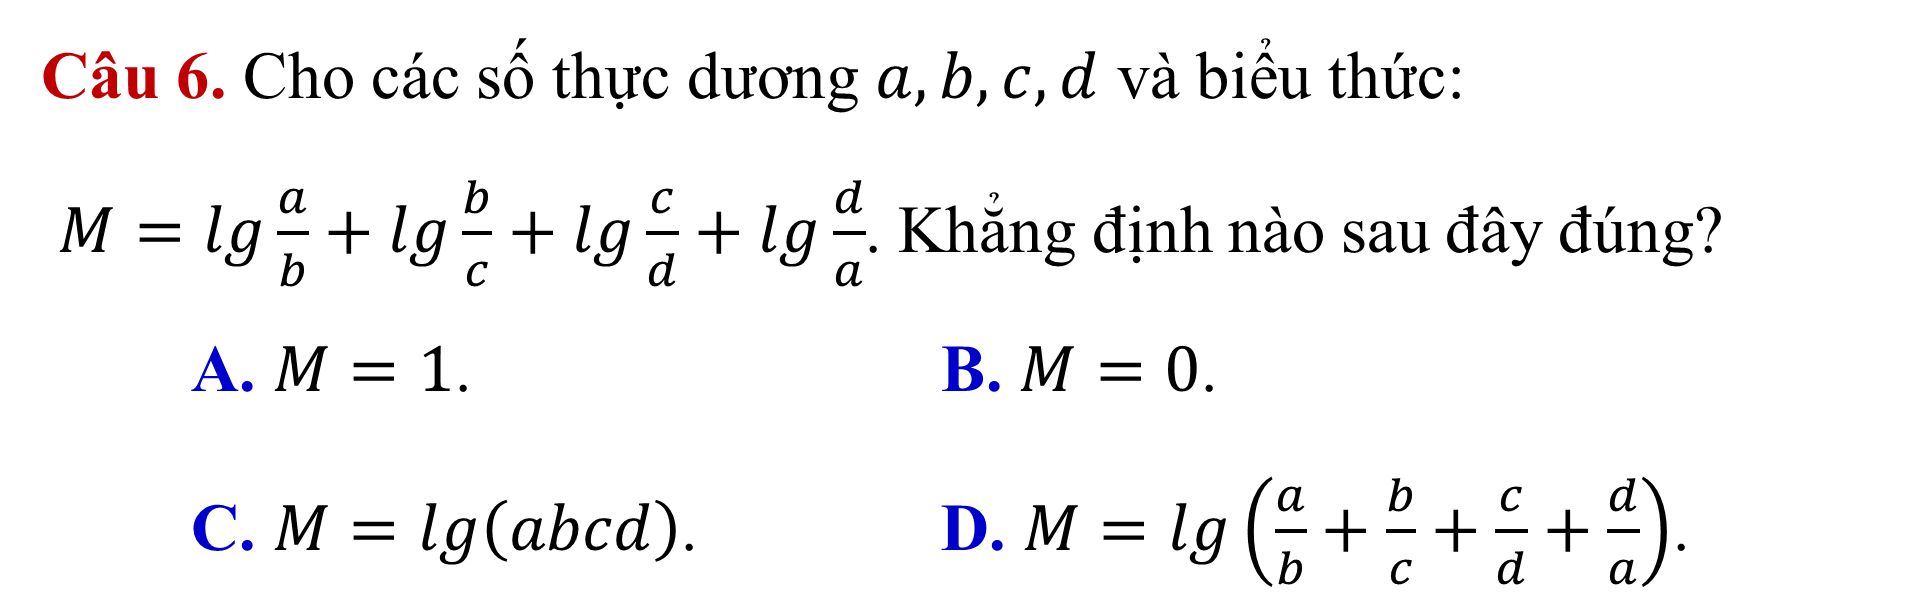 Câu 6. Cho các số thực dương a, b, c, d và biểu thức:
M = lg a/b + lg b/c + lg c/d + lg d/a. Khẳng định nào sau đây đúng?
A. M = 1. B. M = 0.
C. M = lg(abcd). D. M = lg(a/b + b/c + c/d + d/a).